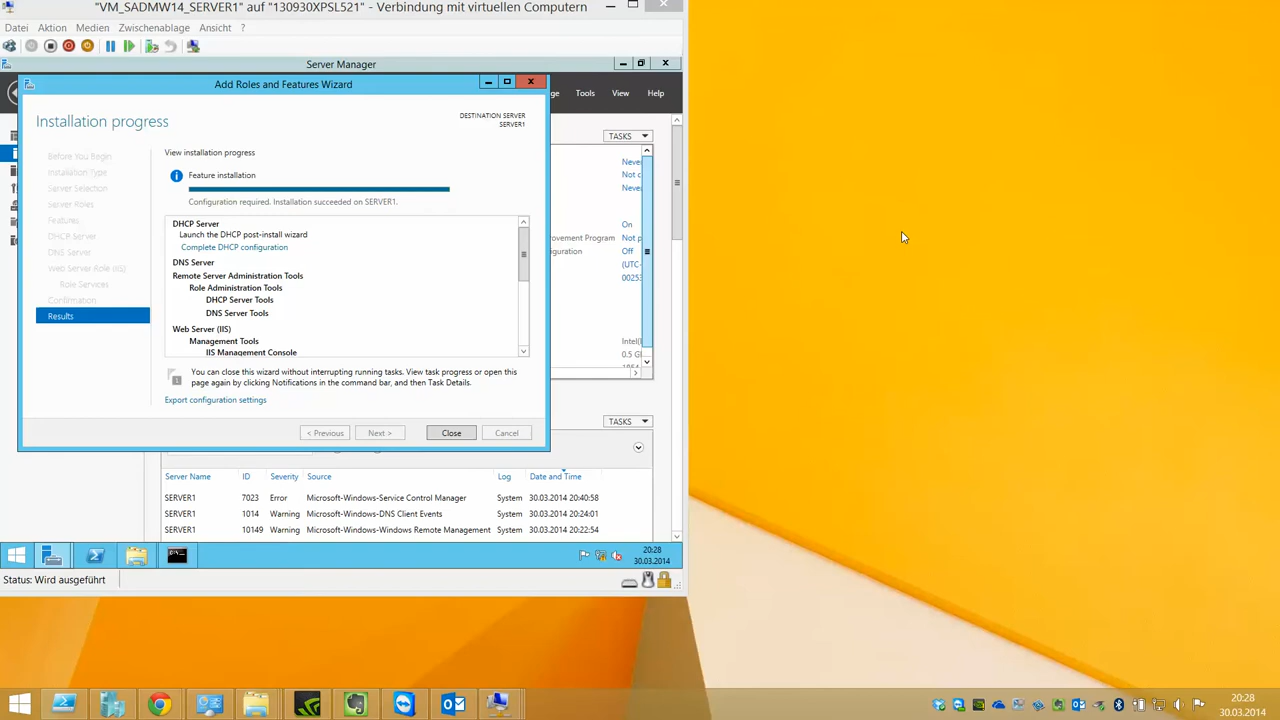 "VM_SADMW14_SERVER1" auf "130930XPSL521" - Verbindung mit virtuellen Computern
Datei Aktion Medien Zwischenablage Ansicht ?
Server Manager
Add Roles and Features Wizard
Tools View Help
Installation progress
DESTINATION SERVER
SERVER1
TASKS
Before You Begin
Installation Type
Server Selection
Server Roles
Features
DHCP Server
DNS Server
Web Server Role (IIS)
Role Services
Confirmation
Results
View installation progress
Feature installation
Configuration required. Installation succeeded on SERVER1.
DHCP Server
Launch the DHCP post-install wizard
Complete DHCP configuration
DNS Server
Remote Server Administration Tools
Role Administration Tools
DHCP Server Tools
DNS Server Tools
Web Server (IIS)
Management Tools
IIS Management Console
You can close this wizard without interrupting running tasks. View task progress or open this
page again by clicking Notifications in the command bar, and then Task Details.
Export configuration settings
< Previous Next > Close Cancel
On
Off
(UTC-
00253
Intel(
0.5 G
TASKS
Server Name ID Severity Source Log Date and Time
SERVER1 7023 Error Microsoft-Windows-Service Control Manager System 30.03.2014 20:40:58
SERVER1 1014 Warning Microsoft-Windows-DNS Client Events System 30.03.2014 20:24:01
SERVER1 10149 Warning Microsoft-Windows-Windows Remote Management System 30.03.2014 20:22:54
20:28
30.03.2014
Status: Wird ausgeführt
20:28
30.03.2014